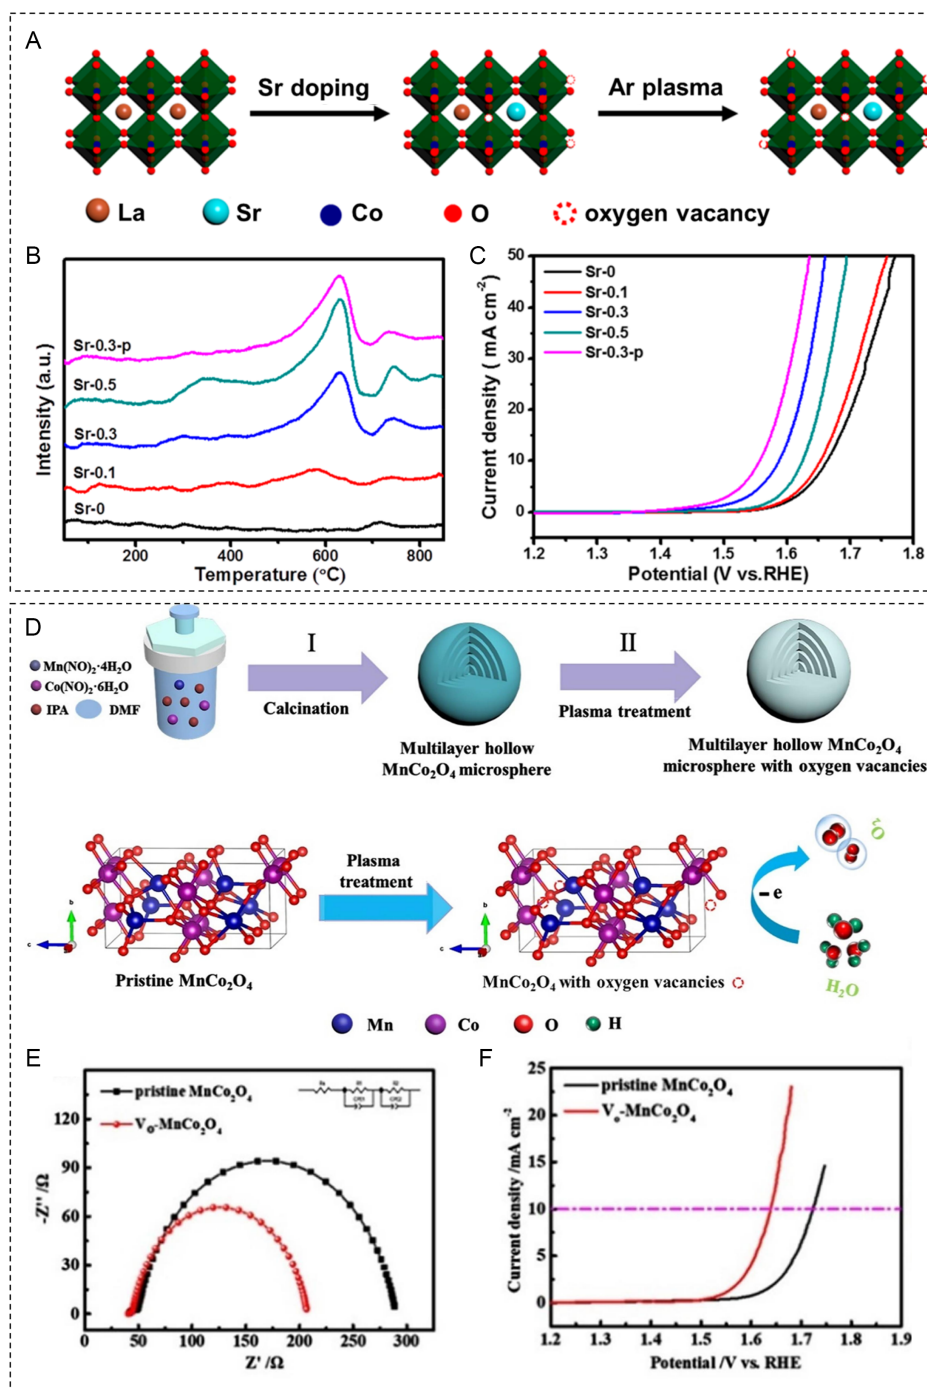 A
Sr doping
Ar plasma
La Sr Co O oxygen vacancy
B
Intensity (a.u.)
Sr-0.3-p
Sr-0.5
Sr-0.3
Sr-0.1
Sr-0
200 400 600 800
Temperature (°C)
C
Current density ( mA cm⁻²)
50
40
30
20
10
0
Sr-0
Sr-0.1
Sr-0.3
Sr-0.5
Sr-0.3-p
1.2 1.3 1.4 1.5 1.6 1.7 1.8
Potential (V vs.RHE)
D
Mn(NO)₂·4H₂O
Co(NO)₂·6H₂O
IPA DMF
I
Calcination
Multilayer hollow
MnCo₂O₄ microsphere
II
Plasma treatment
Multilayer hollow MnCo₂O₄
microsphere with oxygen vacancies
b
c
Pristine MnCo₂O₄
Plasma
treatment
b
c
MnCo₂O₄ with oxygen vacancies
O₂
– e
H₂O
Mn Co O H
E
-Z'' /Ω
120
90
60
30
0
pristine MnCo₂O₄
Vo-MnCo₂O₄
0 50 100 150 200 250 300
Z' /Ω
F
Current density /mA cm⁻²
25
20
15
10
5
0
pristine MnCo₂O₄
Vo-MnCo₂O₄
1.2 1.3 1.4 1.5 1.6 1.7 1.8 1.9
Potential /V vs. RHE